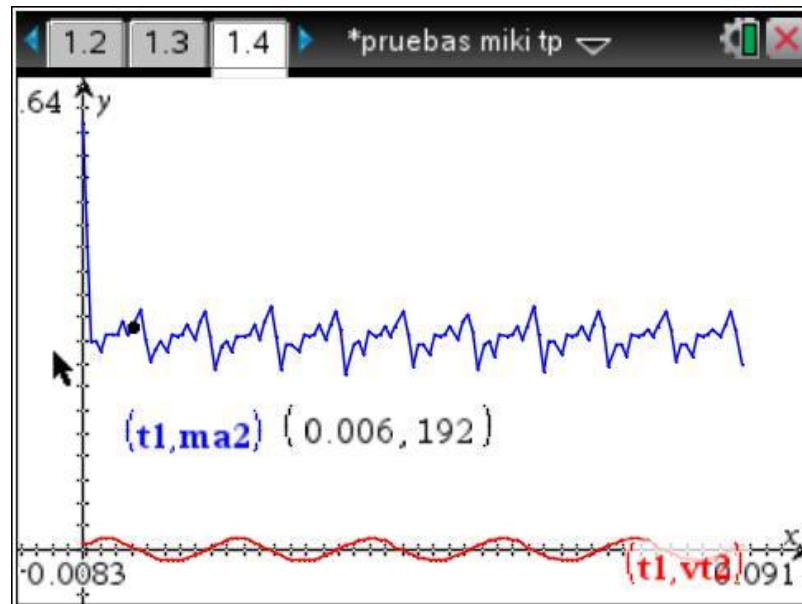 1.2 1.3 1.4 *pruebas miki tp
.64 y
(t1,ma2) (0.006,192)
x
-0.0083 (t1,vt2) 0.091